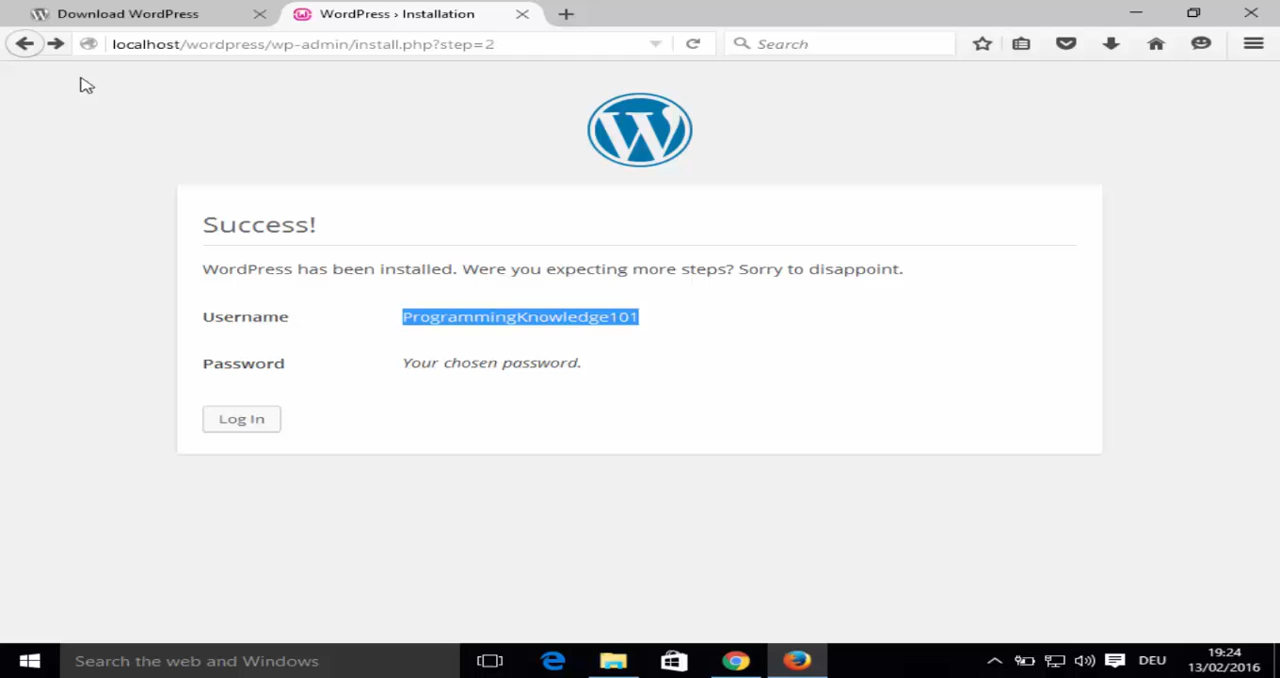 Download WordPress
WordPress › Installation
localhost/wordpress/wp-admin/install.php?step=2
Search
Success!
WordPress has been installed. Were you expecting more steps? Sorry to disappoint.
Username ProgrammingKnowledge101
Password Your chosen password.
Log In
Search the web and Windows
DEU
19:24
13/02/2016